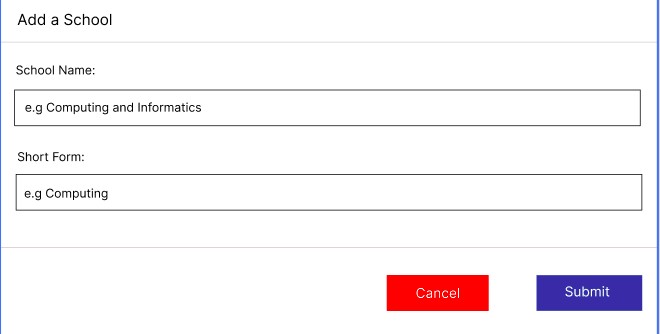 Add a School
School Name:
e.g Computing and Informatics
Short Form:
e.g Computing
Cancel Submit